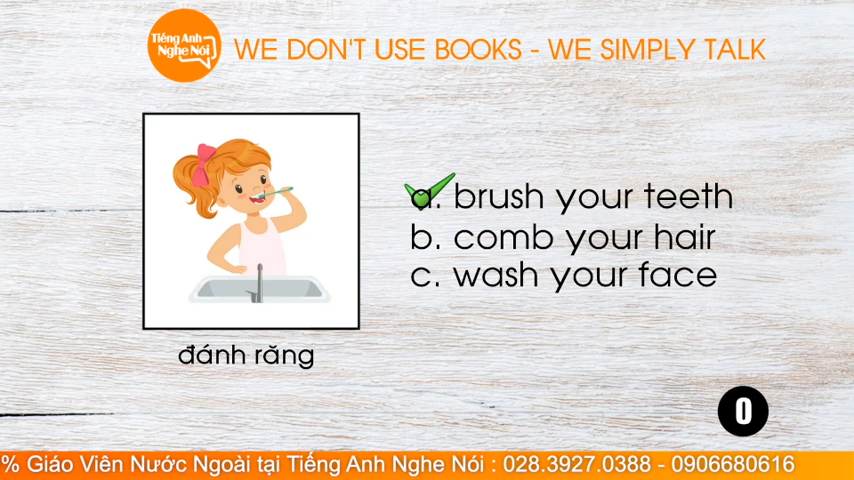 Tiếng Anh
Nghe Nói
WE DON'T USE BOOKS - WE SIMPLY TALK
a. brush your teeth
b. comb your hair
c. wash your face
đánh răng
0
% Giáo Viên Nước Ngoài tại Tiếng Anh Nghe Nói : 028.3927.0388 - 0906680616